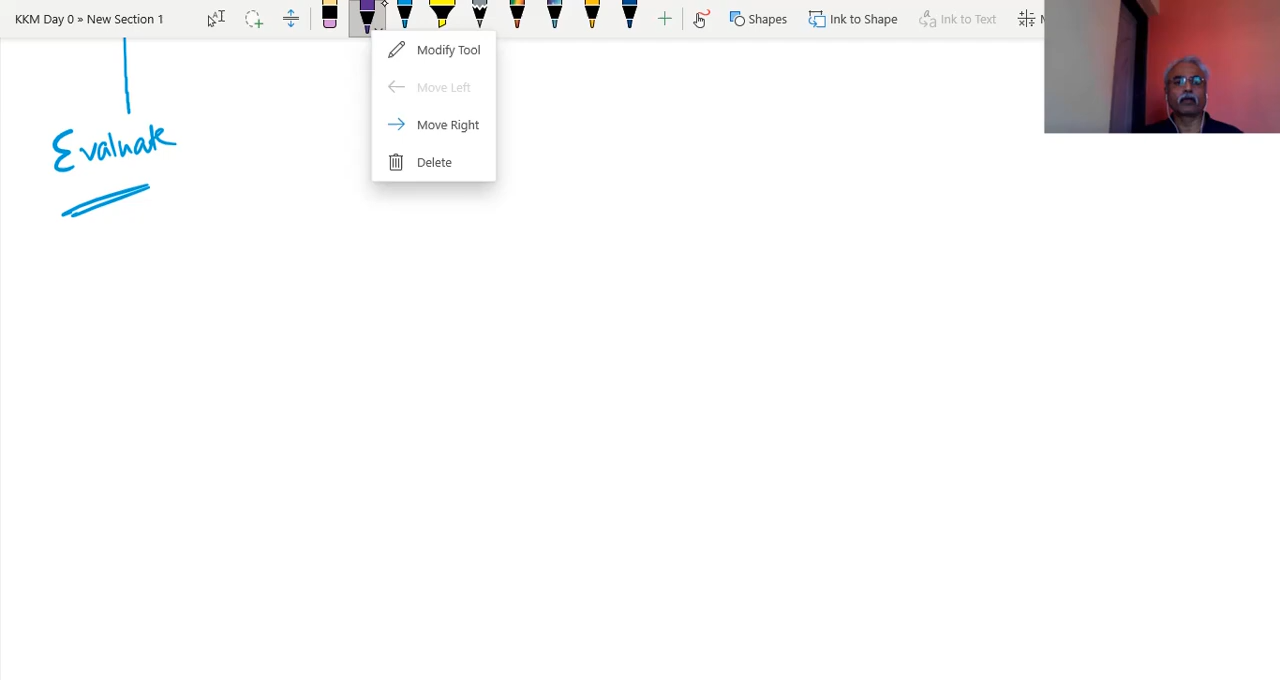 KKM Day 0 » New Section 1
Shapes
Ink to Shape
Ink to Text
Modify Tool
Move Left
Move Right
Delete
Evaluate